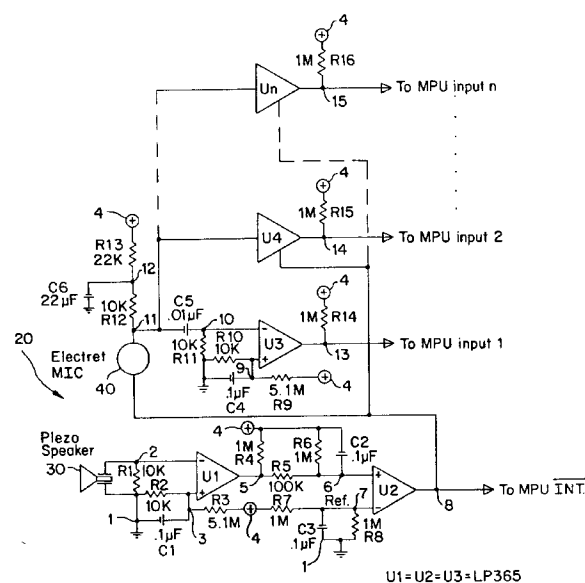 4
1M R16
Un
15
To MPU input n
4
1M R15
4
U4
14
To MPU input 2
R13
22K
12
C6
22µF
10K
R12
11
C5
.01µF
10
4
1M R14
U3
13
To MPU input 1
10K
R11
R10
10K
9
.1µF
C4
5.1M
R9
4
20
Electret
MIC
40
4
1M
R4
R6
1M
C2
.1µF
Piezo
Speaker
30
2
R1
10K
R2
10K
U1
5
R5
100K
6
U2
8
To MPU INT.
1
.1µF
C1
3
R3
5.1M
4
R7
1M
Ref.
7
C3
.1µF
1
1M
R8
U1=U2=U3=LP365